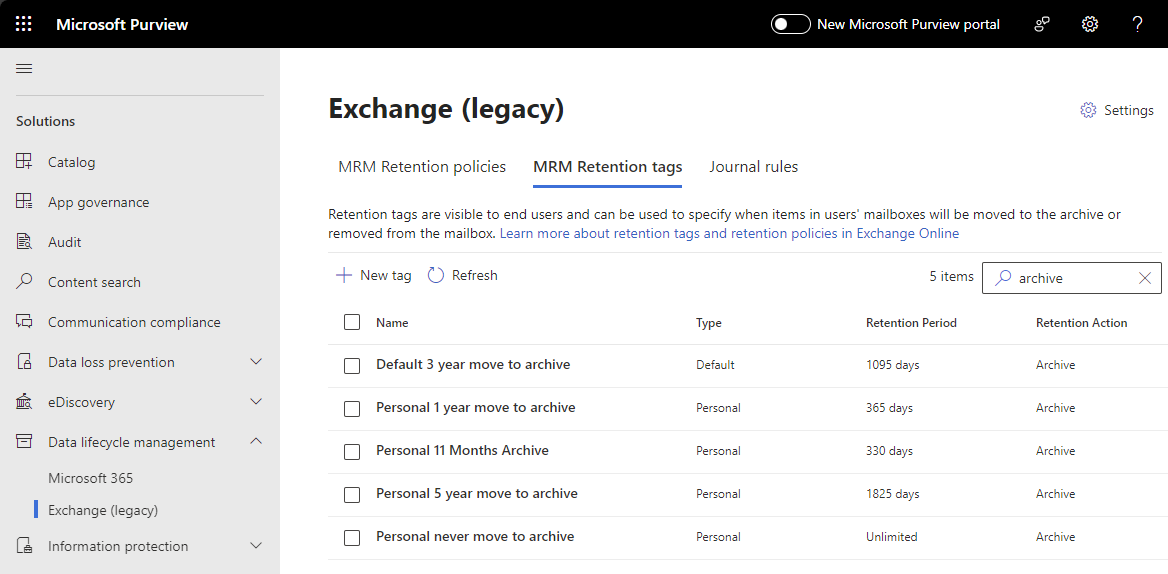 Microsoft Purview
New Microsoft Purview portal
?
Solutions
Catalog
App governance
Audit
Content search
Communication compliance
Data loss prevention
eDiscovery
Data lifecycle management
Microsoft 365
Exchange (legacy)
Information protection
Exchange (legacy)
Settings
MRM Retention policies MRM Retention tags Journal rules
Retention tags are visible to end users and can be used to specify when items in users' mailboxes will be moved to the archive or
removed from the mailbox. Learn more about retention tags and retention policies in Exchange Online
New tag Refresh 5 items archive
Name Type Retention Period Retention Action
Default 3 year move to archive Default 1095 days Archive
Personal 1 year move to archive Personal 365 days Archive
Personal 11 Months Archive Personal 330 days Archive
Personal 5 year move to archive Personal 1825 days Archive
Personal never move to archive Personal Unlimited Archive